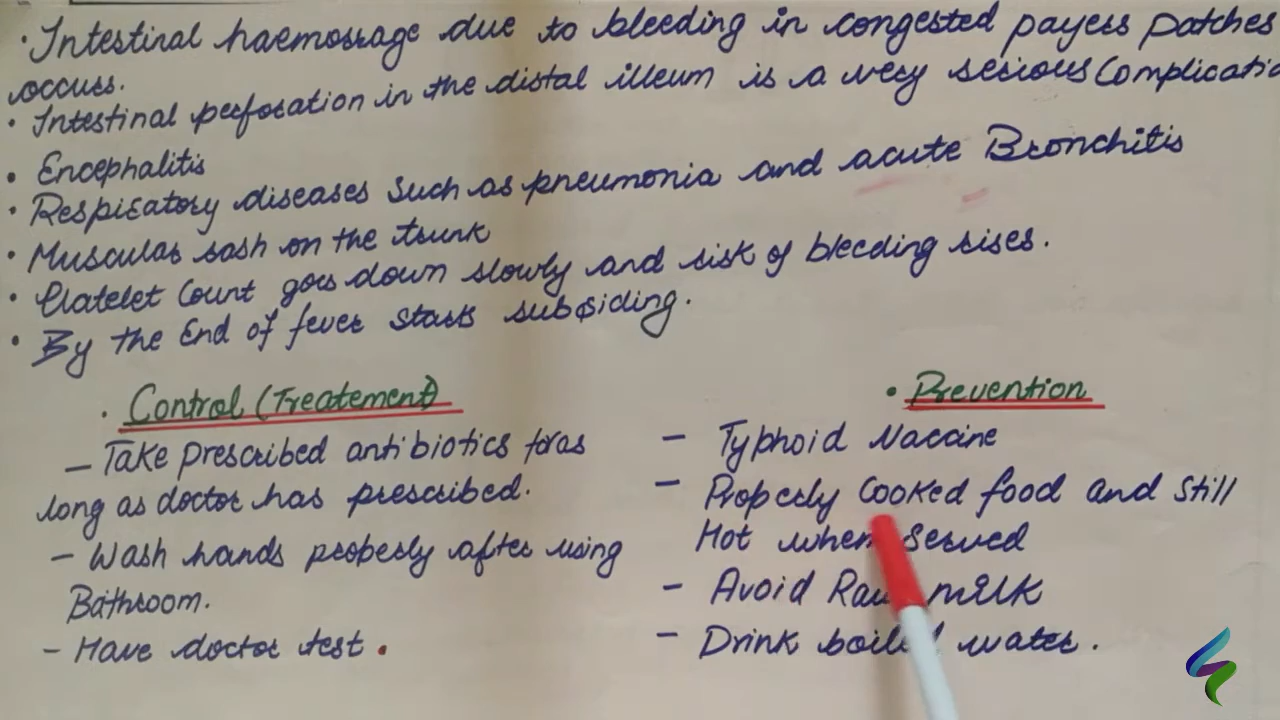 · Intestinal haemorrage due to bleeding in congested payers patches
occurs.
· Intestinal perforation in the distal illeum is a very serious Complicatio
· Encephalitis
· Respiratory diseases such as pneumonia and acute Bronchitis
· Muscular rash on the trunk
· Platelet Count goes down slowly and risk of bleeding rises.
· By the End of fever starts subsiding.
· Control (Treatement)
– Take prescribed antibiotics for as
long as doctor has prescribed.
– Wash hands properly after using
Bathroom.
– Have doctor test.
· Prevention
– Typhoid Vaccine
– Properly Cooked food and still
Hot when Served
– Avoid Raw milk
– Drink boiled water.